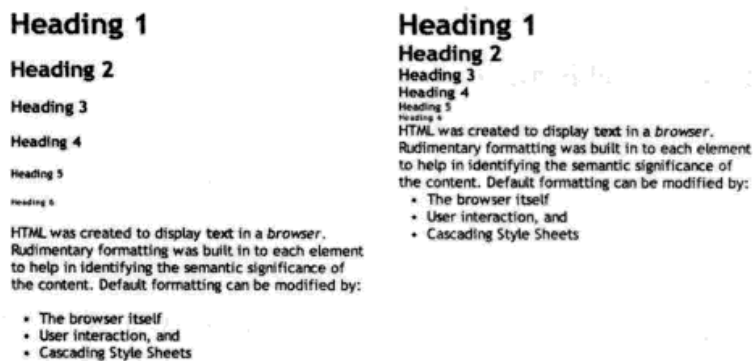 Heading 1
Heading 2
Heading 3
Heading 4
Heading 5
Heading 6
HTML was created to display text in a browser.
Rudimentary formatting was built in to each element
to help in identifying the semantic significance of
the content. Default formatting can be modified by:
• The browser itself
• User interaction, and
• Cascading Style Sheets
Heading 1
Heading 2
Heading 3
Heading 4
Heading 5
Heading 6
HTML was created to display text in a browser.
Rudimentary formatting was built in to each element
to help in identifying the semantic significance of
the content. Default formatting can be modified by:
• The browser itself
• User interaction, and
• Cascading Style Sheets